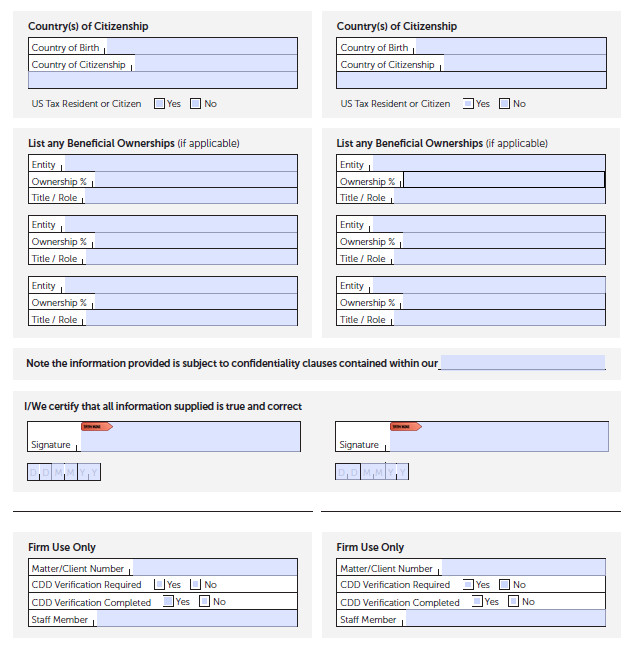 Country(s) of Citizenship
Country of Birth
Country of Citizenship
US Tax Resident or Citizen Yes No
Country(s) of Citizenship
Country of Birth
Country of Citizenship
US Tax Resident or Citizen Yes No
List any Beneficial Ownerships (if applicable)
Entity
Ownership %
Title / Role
Entity
Ownership %
Title / Role
Entity
Ownership %
Title / Role
List any Beneficial Ownerships (if applicable)
Entity
Ownership %
Title / Role
Entity
Ownership %
Title / Role
Entity
Ownership %
Title / Role
Note the information provided is subject to confidentiality clauses contained within our
I/We certify that all information supplied is true and correct
Signature
D D M M Y Y
Signature
D D M M Y Y
Firm Use Only
Matter/Client Number
CDD Verification Required Yes No
CDD Verification Completed Yes No
Staff Member
Firm Use Only
Matter/Client Number
CDD Verification Required Yes No
CDD Verification Completed Yes No
Staff Member